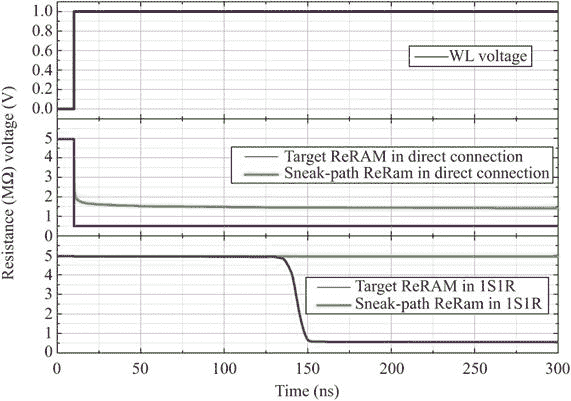 1.0
0.8
0.6
0.4
0.2
0.0
WL voltage
Resistance (MΩ) voltage (V)
5
4
3
2
1
0
Target ReRAM in direct connection
Sneak-path ReRam in direct connection
5
4
3
2
1
0
Target ReRAM in 1S1R
Sneak-path ReRam in 1S1R
0 50 100 150 200 250 300
Time (ns)